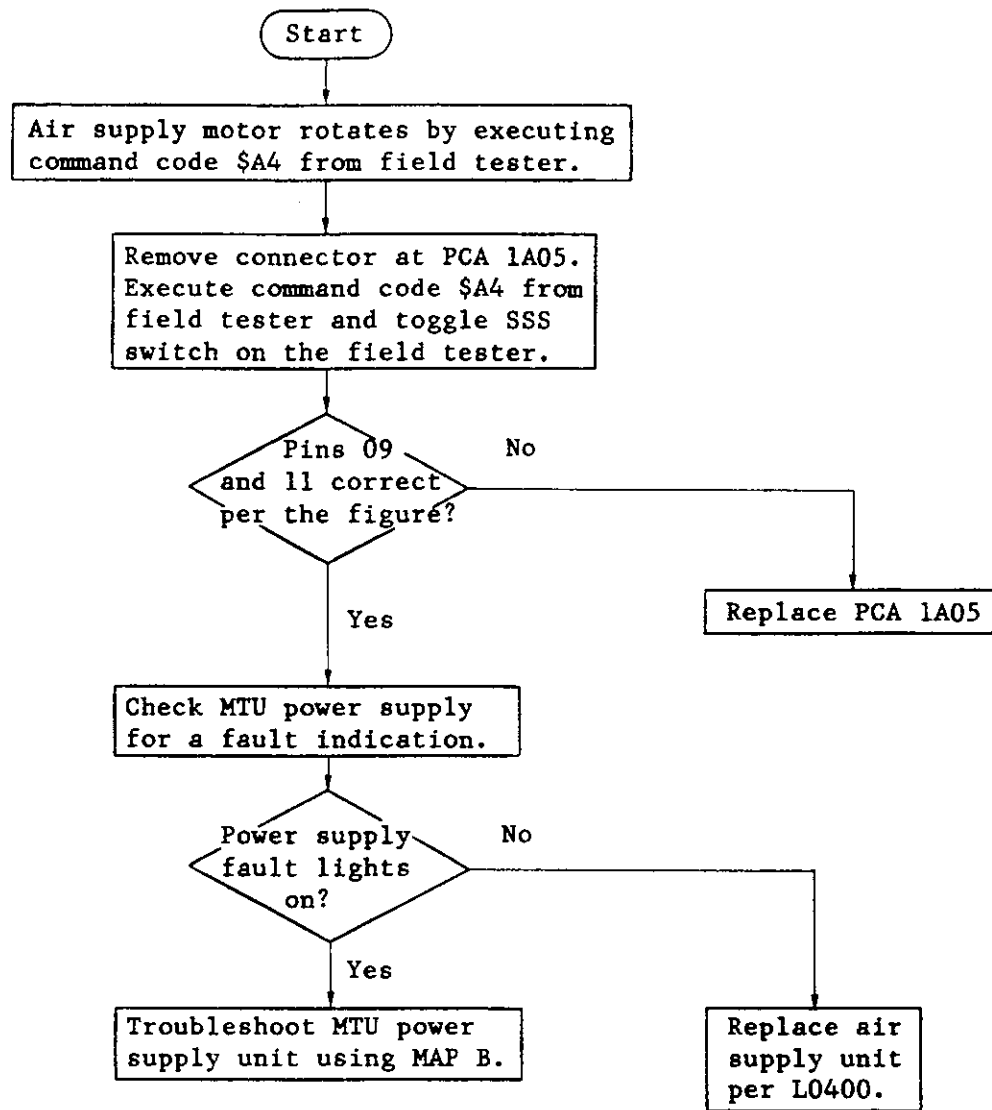 Start
Air supply motor rotates by executing
command code $A4 from field tester.
Remove connector at PCA 1A05.
Execute command code $A4 from
field tester and toggle SSS
switch on the field tester.
Pins 09
and 11 correct
per the figure?
No
Yes
Replace PCA 1A05
Check MTU power supply
for a fault indication.
Power supply
fault lights
on?
No
Yes
Troubleshoot MTU power
supply unit using MAP B.
Replace air
supply unit
per L0400.